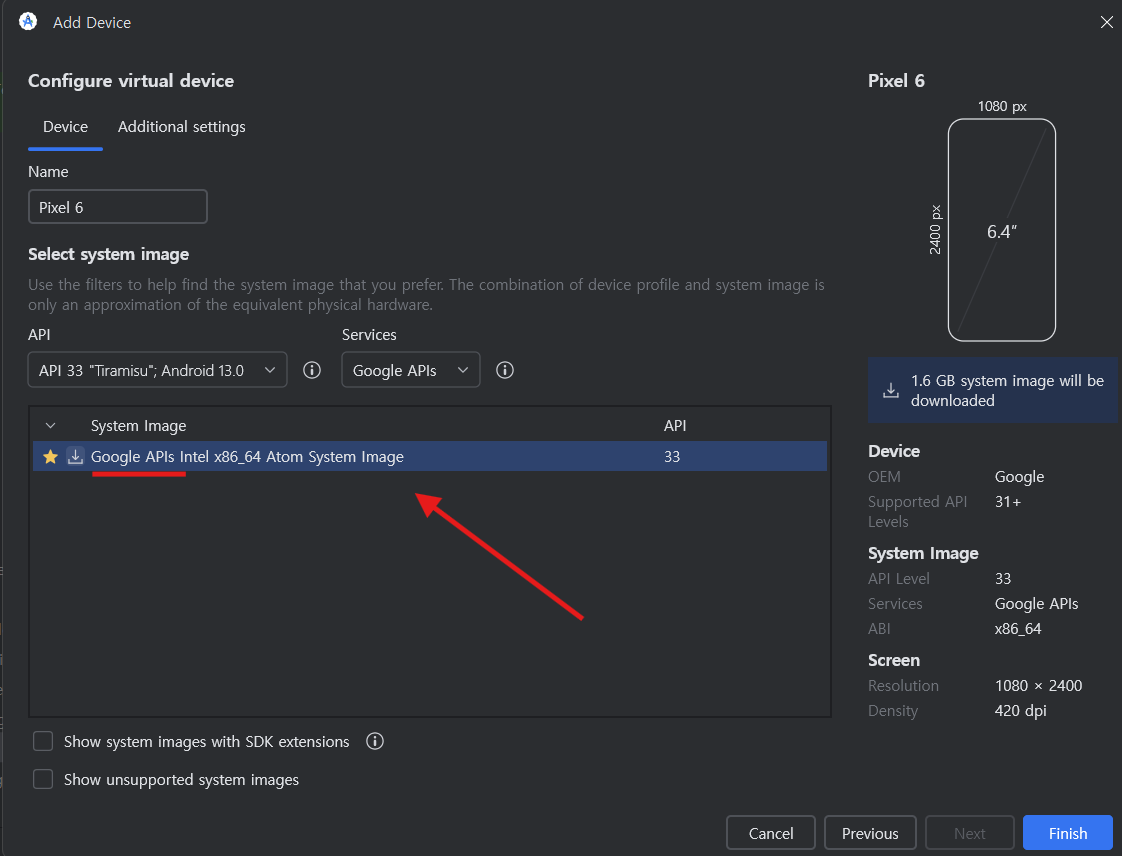 Add Device
Configure virtual device
Device Additional settings
Name
Pixel 6
Select system image
Use the filters to help find the system image that you prefer. The combination of device profile and system image is
only an approximation of the equivalent physical hardware.
API Services
API 33 "Tiramisu"; Android 13.0 Google APIs
System Image API
Google APIs Intel x86_64 Atom System Image 33
Show system images with SDK extensions
Show unsupported system images
Pixel 6
1080 px
2400 px
6.4″
1.6 GB system image will be
downloaded
Device
OEM Google
Supported API 31+
Levels
System Image
API Level 33
Services Google APIs
ABI x86_64
Screen
Resolution 1080 × 2400
Density 420 dpi
Cancel Previous Next Finish